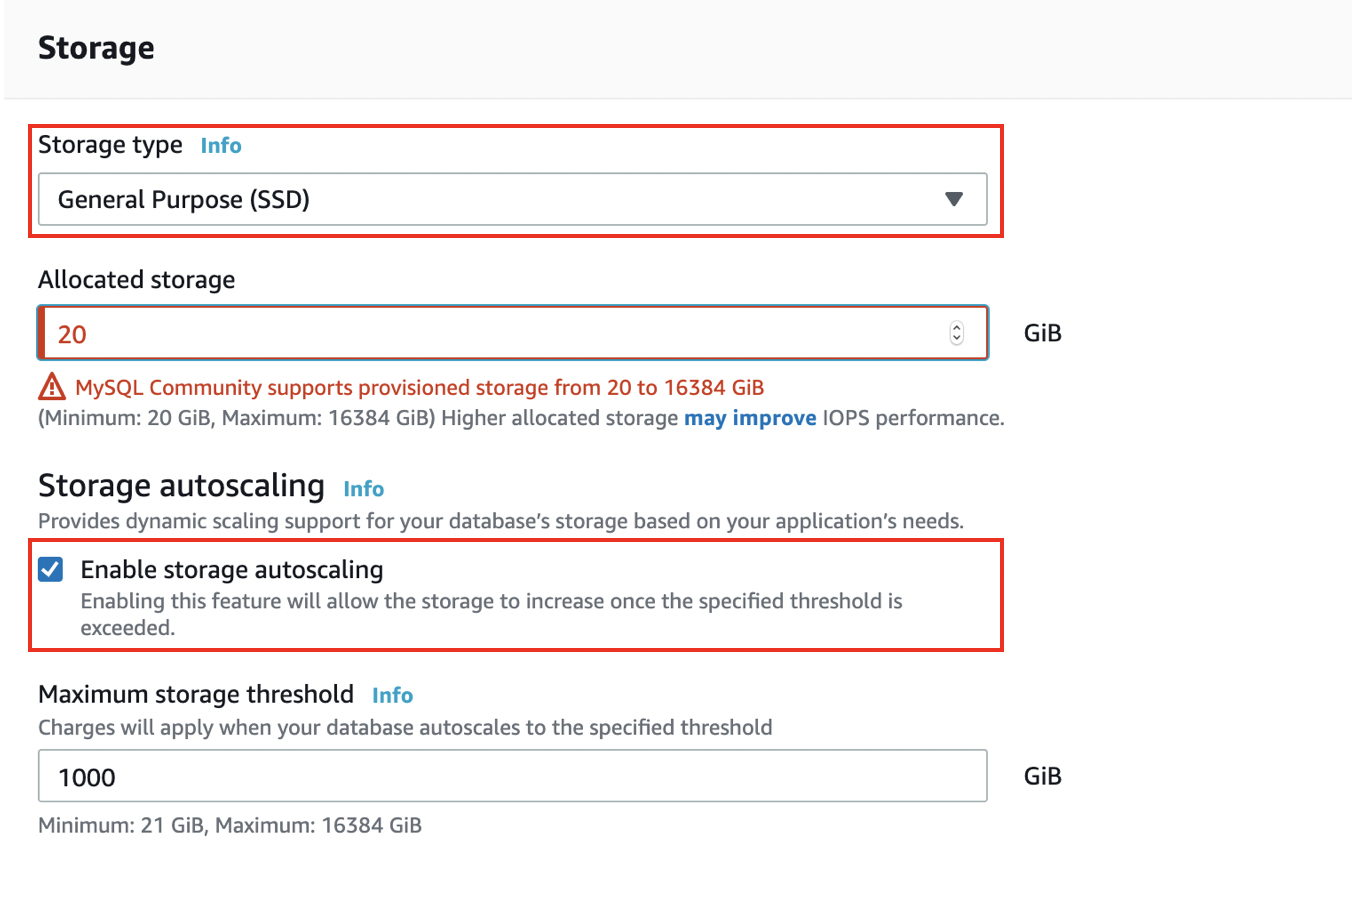 Storage
Storage type Info
General Purpose (SSD)
Allocated storage
20
GiB
MySQL Community supports provisioned storage from 20 to 16384 GiB
(Minimum: 20 GiB, Maximum: 16384 GiB) Higher allocated storage may improve IOPS performance.
Storage autoscaling Info
Provides dynamic scaling support for your database’s storage based on your application’s needs.
Enable storage autoscaling
Enabling this feature will allow the storage to increase once the specified threshold is
exceeded.
Maximum storage threshold Info
Charges will apply when your database autoscales to the specified threshold
1000
GiB
Minimum: 21 GiB, Maximum: 16384 GiB